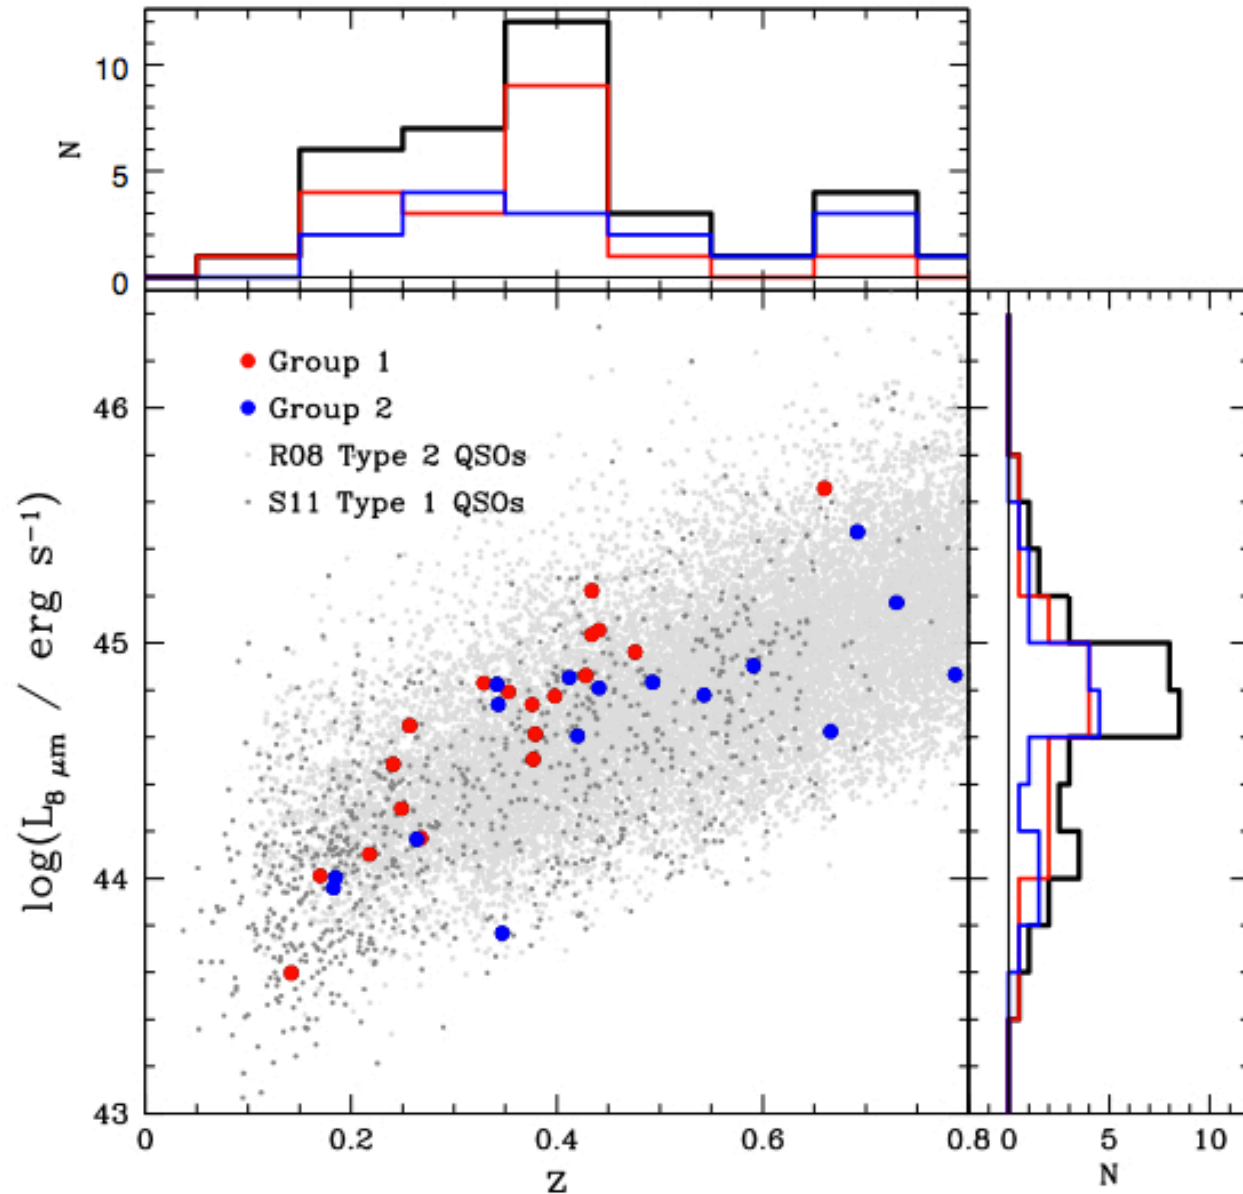 10
5
0
N
Group 1
Group 2
R08 Type 2 QSOs
S11 Type 1 QSOs
46
45
44
43
log(L₈ μm / erg s⁻¹)
0 0.2 0.4 0.6 0.8
z
0 5 10
N